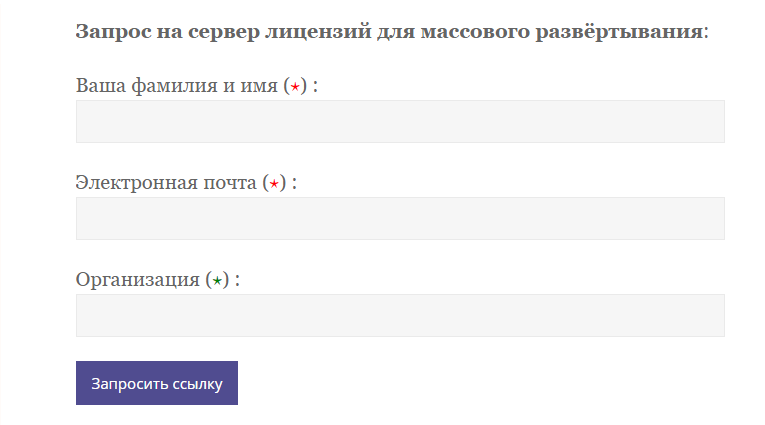 Запрос на сервер лицензий для массового развёртывания:
Ваша фамилия и имя (⋆) :
Электронная почта (⋆) :
Организация (⋆) :
Запросить ссылку